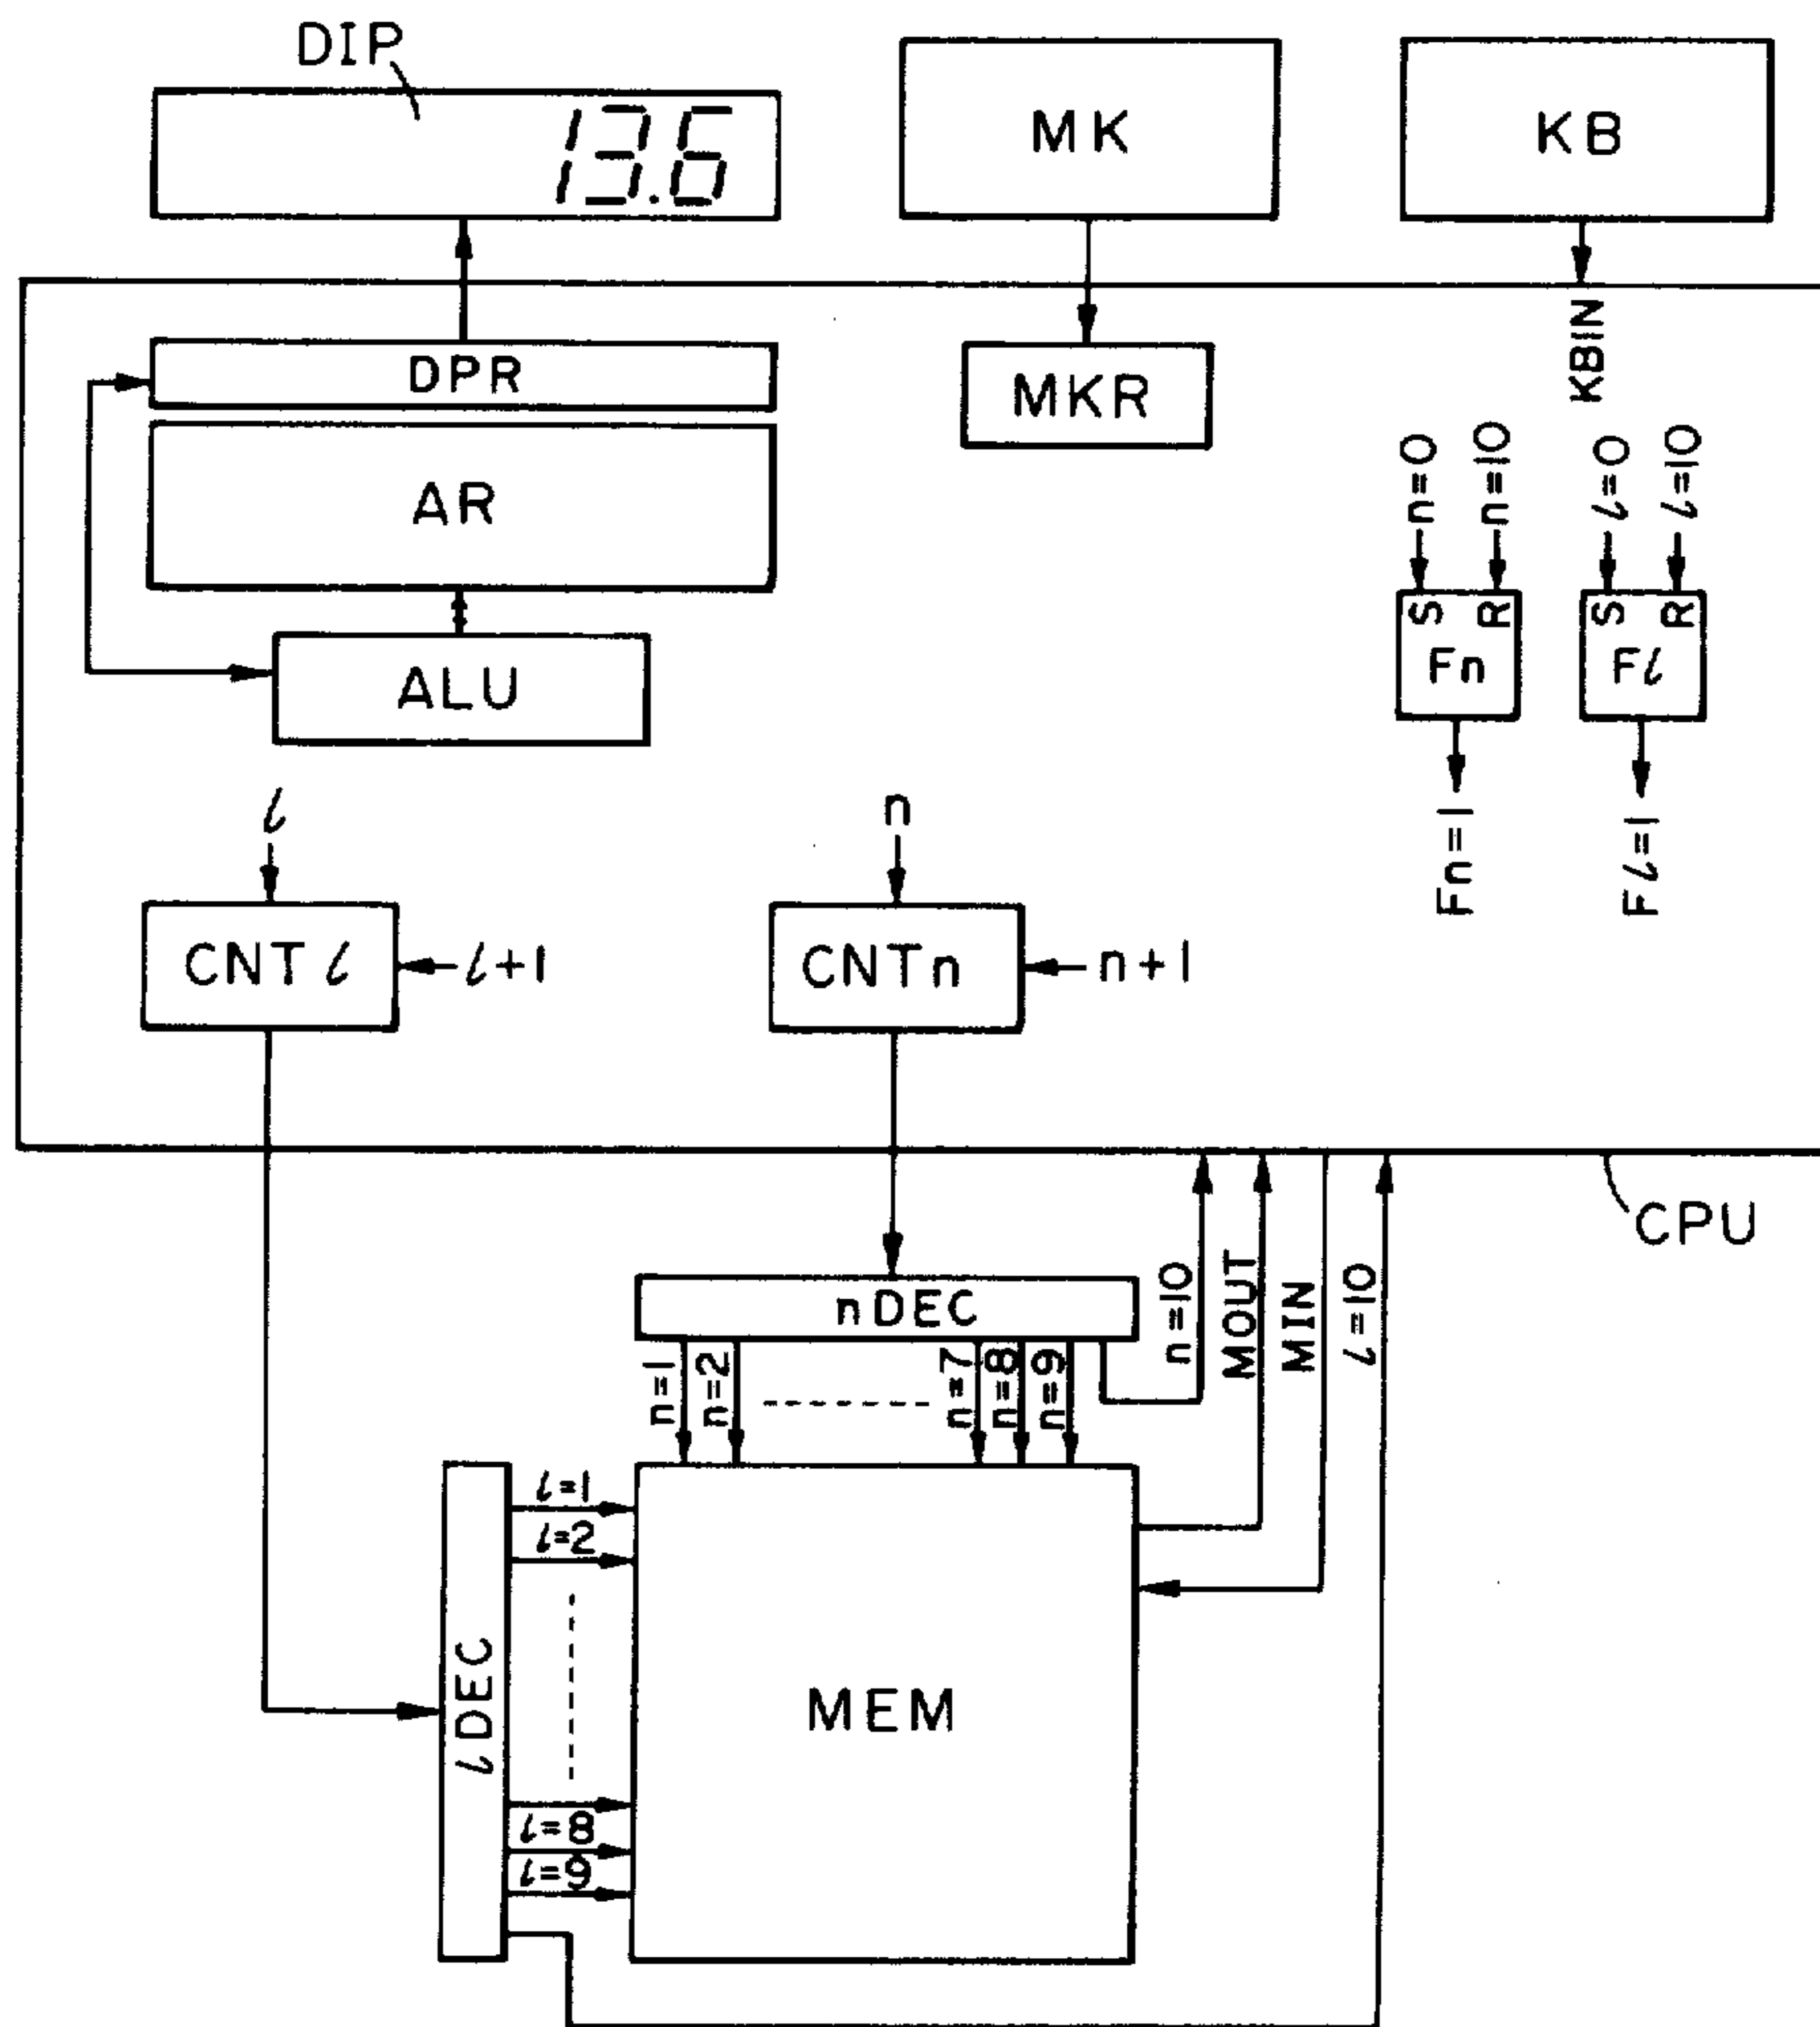 DIP
13.6
MK
KB
KBIN
DPR
MKR
AR
n=0
n=10
ℓ=0
ℓ=10
S
R
Fn
S
R
Fℓ
ALU
Fn=1
Fℓ=1
ℓ
n
CNT ℓ
ℓ+1
CNTn
n+1
CPU
nDEC
n=10
MOUT
MIN
ℓ=10
n=1
n=2
n=7
n=8
n=9
ℓ=1
ℓ=2
ℓDEC
MEM
ℓ=8
ℓ=9